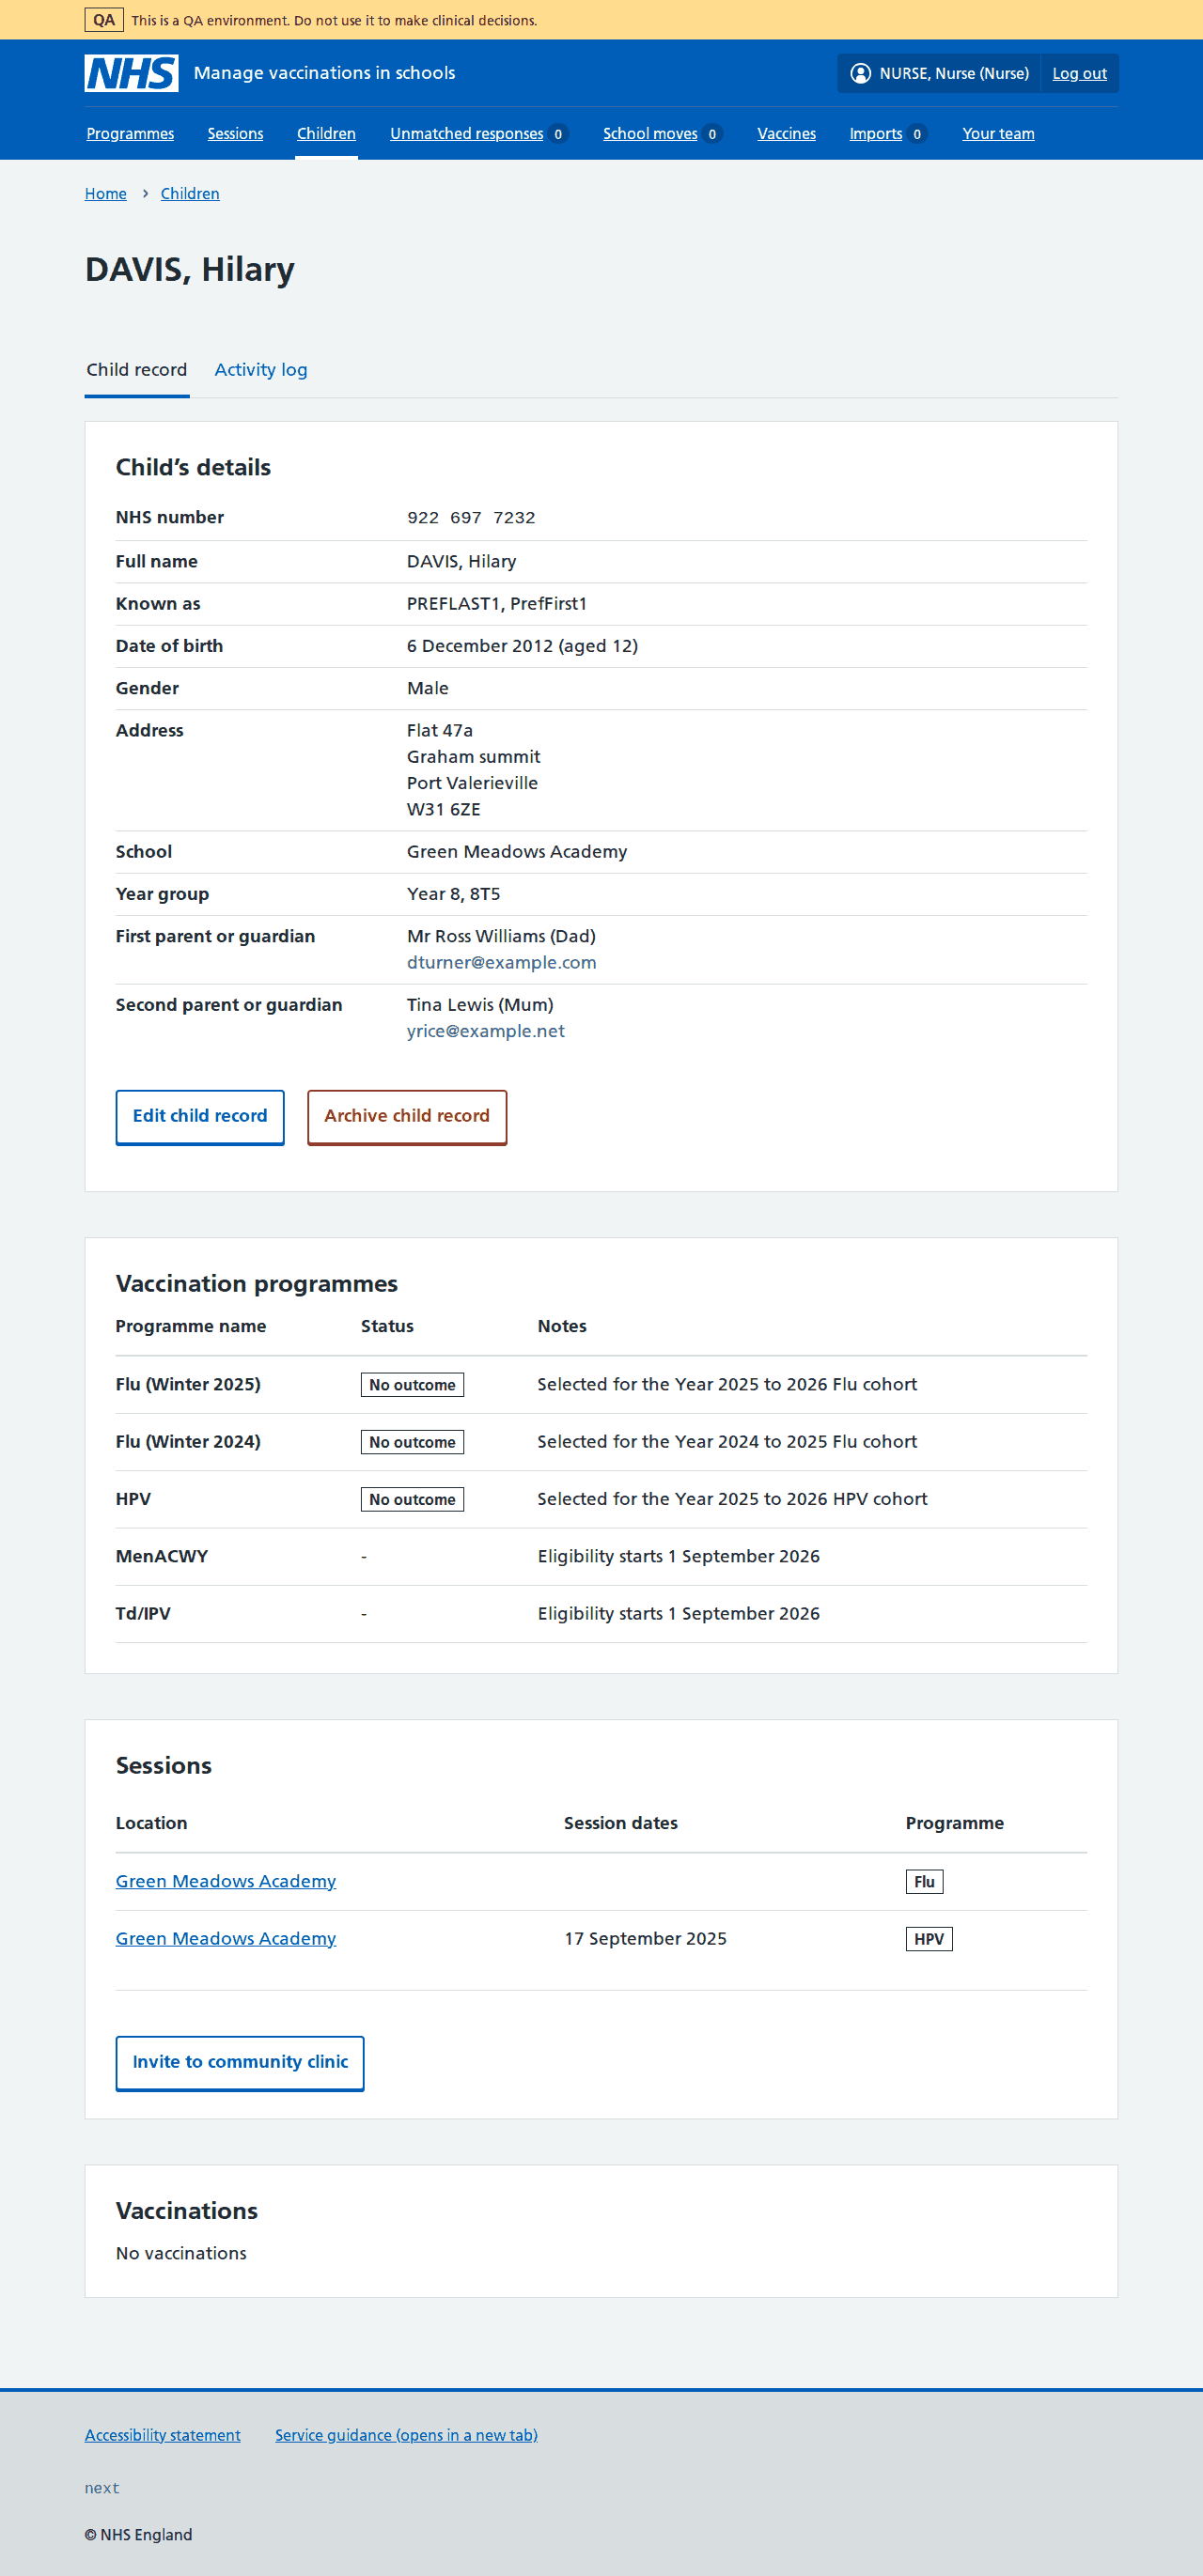 QA This is a QA environment. Do not use it to make clinical decisions.
NHS Manage vaccinations in schools NURSE, Nurse (Nurse) Log out
Programmes Sessions Children Unmatched responses 0 School moves 0 Vaccines Imports 0 Your team
Home › Children
DAVIS, Hilary
Child record Activity log
Child’s details
NHS number 922 697 7232
Full name DAVIS, Hilary
Known as PREFLAST1, PrefFirst1
Date of birth 6 December 2012 (aged 12)
Gender Male
Address Flat 47a
Graham summit
Port Valerieville
W31 6ZE
School Green Meadows Academy
Year group Year 8, 8T5
First parent or guardian Mr Ross Williams (Dad)
dturner@example.com
Second parent or guardian Tina Lewis (Mum)
yrice@example.net
Edit child record Archive child record
Vaccination programmes
Programme name Status Notes
Flu (Winter 2025) No outcome Selected for the Year 2025 to 2026 Flu cohort
Flu (Winter 2024) No outcome Selected for the Year 2024 to 2025 Flu cohort
HPV No outcome Selected for the Year 2025 to 2026 HPV cohort
MenACWY - Eligibility starts 1 September 2026
Td/IPV - Eligibility starts 1 September 2026
Sessions
Location Session dates Programme
Green Meadows Academy Flu
Green Meadows Academy 17 September 2025 HPV
Invite to community clinic
Vaccinations
No vaccinations
Accessibility statement Service guidance (opens in a new tab)
next
© NHS England